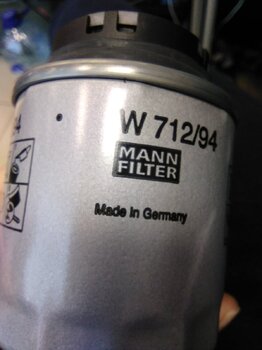 W 712/94
MANN
FILTER
Made in Germany